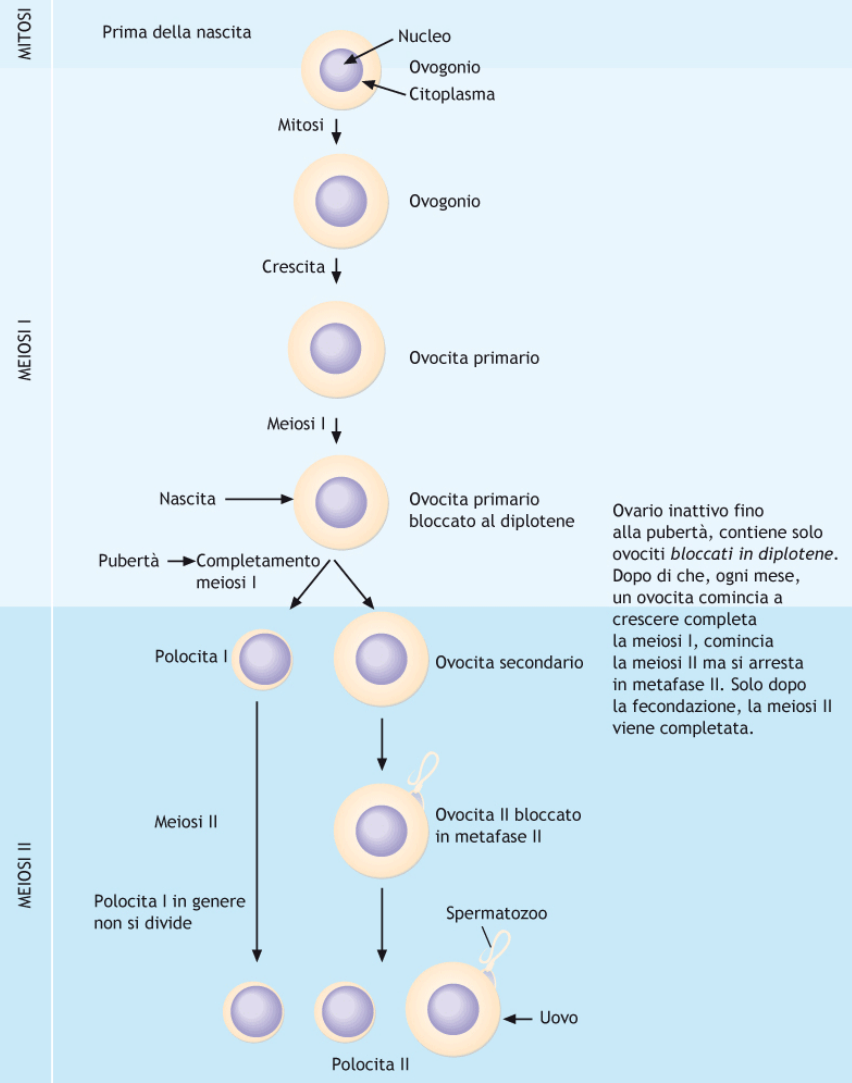 MITOSI
Prima della nascita
Nucleo
Ovogonio
Citoplasma
Mitosi
Ovogonio
Crescita
MEIOSI I
Ovocita primario
Meiosi I
Nascita
Ovocita primario
bloccato al diplotene
Pubertà
Completamento
meiosi I
Ovario inattivo fino
alla pubertà, contiene solo
ovociti bloccati in diplotene.
Dopo di che, ogni mese,
un ovocita comincia a
crescere completa
la meiosi I, comincia
la meiosi II ma si arresta
in metafase II. Solo dopo
la fecondazione, la meiosi II
viene completata.
Polocita I
Ovocita secondario
MEIOSI II
Meiosi II
Ovocita II bloccato
in metafase II
Polocita I in genere
non si divide
Spermatozoo
Uovo
Polocita II